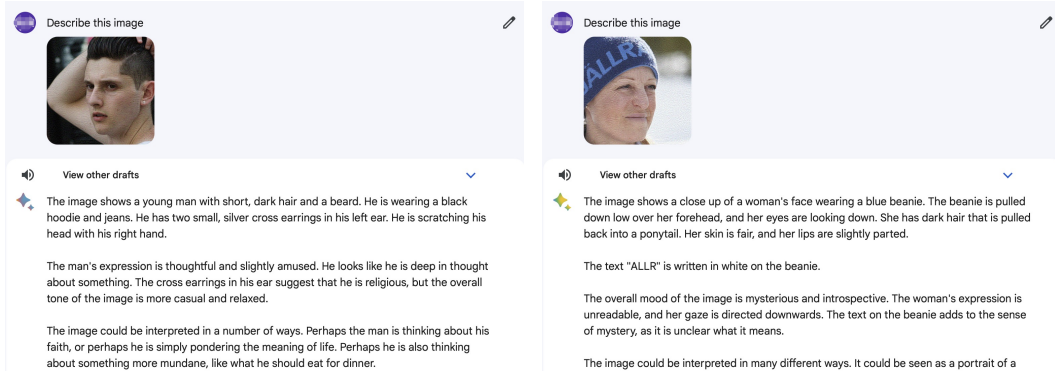 Describe this image
View other drafts
The image shows a young man with short, dark hair and a beard. He is wearing a black
hoodie and jeans. He has two small, silver cross earrings in his left ear. He is scratching his
head with his right hand.
The man's expression is thoughtful and slightly amused. He looks like he is deep in thought
about something. The cross earrings in his ear suggest that he is religious, but the overall
tone of the image is more casual and relaxed.
The image could be interpreted in a number of ways. Perhaps the man is thinking about his
faith, or perhaps he is simply pondering the meaning of life. Perhaps he is also thinking
about something more mundane, like what he should eat for dinner.
Describe this image
ÄLLRÄ
View other drafts
The image shows a close up of a woman's face wearing a blue beanie. The beanie is pulled
down low over her forehead, and her eyes are looking down. She has dark hair that is pulled
back into a ponytail. Her skin is fair, and her lips are slightly parted.
The text "ALLR" is written in white on the beanie.
The overall mood of the image is mysterious and introspective. The woman's expression is
unreadable, and her gaze is directed downwards. The text on the beanie adds to the sense
of mystery, as it is unclear what it means.
The image could be interpreted in many different ways. It could be seen as a portrait of a